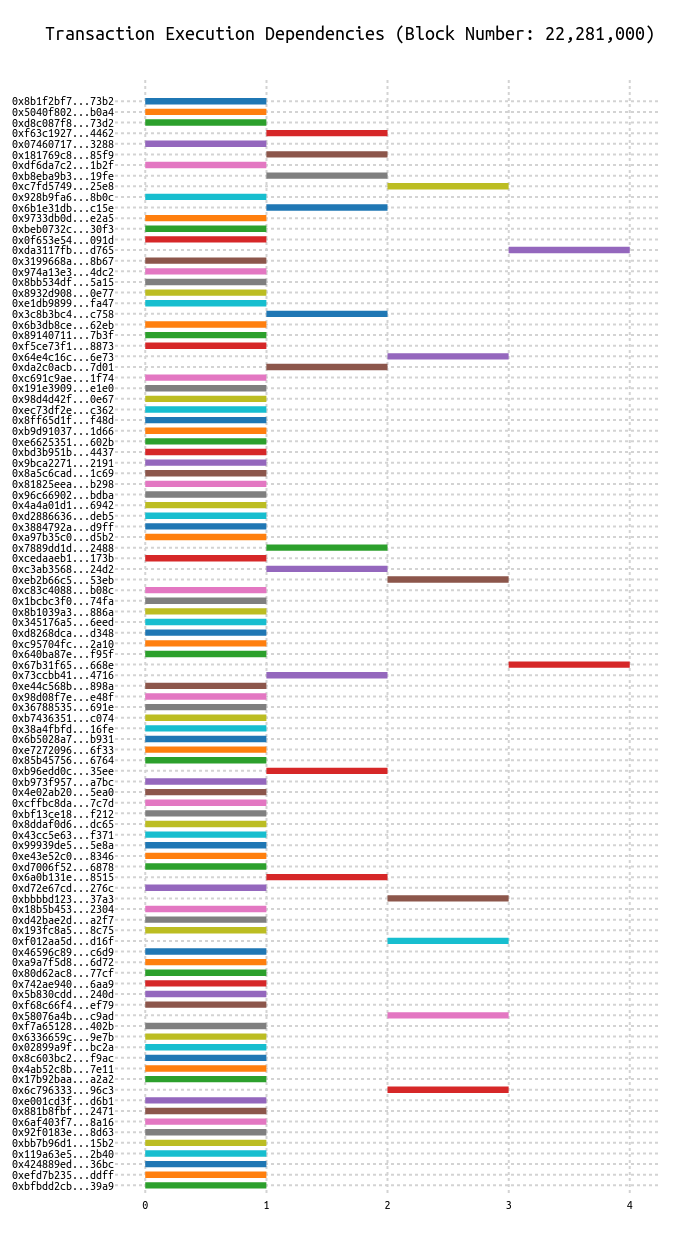 Transaction Execution Dependencies (Block Number: 22,281,000)
0x8b1f2bf7...73b2
0x5040f802...b0a4
0xd8c087f8...73d2
0xf63c1927...4462
0x07460717...3288
0x181769c8...85f9
0xdf6da7c2...1b2f
0xb8eba9b3...19fe
0xc7fd5749...25e8
0x928b9fa6...8b0c
0x6b1e31db...c15e
0x9733db0d...e2a5
0xbeb0732c...30f3
0x0f653e54...091d
0xda3117fb...d765
0x3199668a...8b67
0x974a13e3...4dc2
0x8bb534df...5a15
0x8932d908...0e77
0xe1db9899...fa47
0x3c8b3bc4...c758
0x6b3db8ce...62eb
0x89140711...7b3f
0xf5ce73f1...8873
0x64e4c16c...6e73
0xda2c0acb...7d01
0xc691c9ae...1f74
0x191e3909...e1e0
0x98d4d42f...0e67
0xec73df2e...c362
0x8ff65d1f...f48d
0xb9d91037...1d66
0xe6625351...602b
0xbd3b951b...4437
0x9bca2271...2191
0x8a5c6cad...1c69
0x81825eea...b298
0x96c66902...bdba
0x4a4a01d1...6942
0xd2886636...deb5
0x3884792a...d9ff
0xa97b35c0...d5b2
0x7889dd1d...2488
0xcedaaeb1...173b
0xc3ab3568...24d2
0xeb2b66c5...53eb
0xc83c4088...b08c
0x1bcbc3f0...74fa
0x8b1039a3...886a
0x345176a5...6eed
0xd8268dca...d348
0xc95704fc...2a10
0x640ba87e...f95f
0x67b31f65...668e
0x73ccbb41...4716
0xe44c568b...898a
0x98d08f7e...e48f
0x36788535...691e
0xb7436351...c074
0x38a4fbfd...16fe
0x6b5028a7...b931
0xe7272096...6f33
0x85b45756...6764
0xb96edd0c...35ee
0xb973f957...a7bc
0x4e02ab20...5ea0
0xcffbc8da...7c7d
0xbf13ce18...f212
0x8ddaf0d6...dc65
0x43cc5e63...f371
0x99939de5...5e8a
0xe43e52c0...8346
0xd7006f52...6878
0x6a0b131e...8515
0xd72e67cd...276c
0xbbbbd123...37a3
0x18b5b453...2304
0xd42bae2d...a2f7
0x193fc8a5...8c75
0xf012aa5d...d16f
0x46596c89...c6d9
0xa9a7f5d8...6d72
0x80d62ac8...77cf
0x742ae940...6aa9
0x5b830cdd...240d
0xf68c66f4...ef79
0x58076a4b...c9ad
0xf7a65128...402b
0x6336659c...9e7b
0x02899a9f...bc2a
0x8c603bc2...f9ac
0x4ab52c8b...7e11
0x17b92baa...a2a2
0x6c796333...96c3
0xe001cd3f...d6b1
0x881b8fbf...2471
0x6af403f7...8a16
0x92f0183e...8d63
0xbb7b96d1...15b2
0x119a63e5...2b40
0x424889ed...36bc
0xefd7b235...ddff
0xbfbdd2cb...39a9
0 1 2 3 4